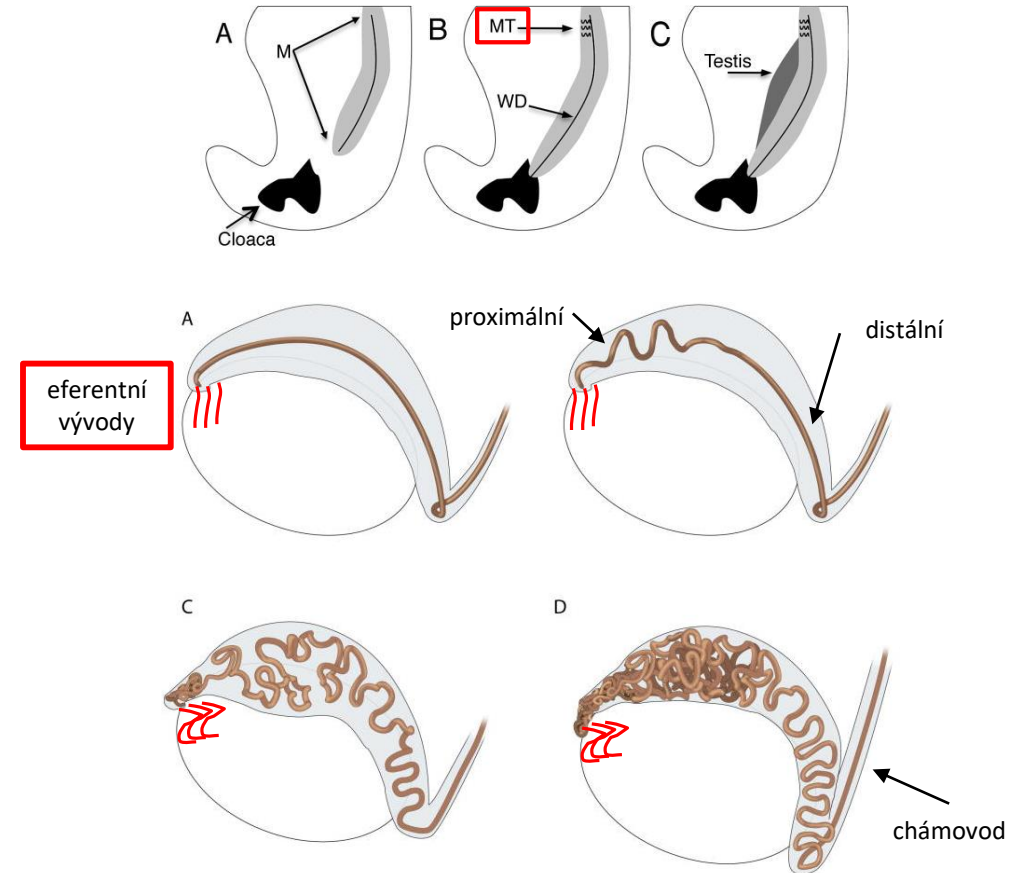 A
M
Cloaca
B
MT
WD
C
Testis
A
eferentní
vývody
proximální
distální
C
D
chámovod